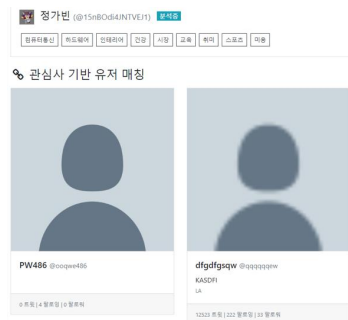 정가빈 (@15nBOdi4JNTVEJ1) 분석중
컴퓨터통신 하드웨어 인테리어 건강 시장 교육 취미 스포츠 미용
관심사 기반 유저 매칭
PW486 @ooqwe486
0 트윗 | 4 팔로잉 | 0 팔로워
dfgdfgsqw @qqqqqqew
KASDFI
LA
12323 트윗 | 222 팔로잉 | 33 팔로워